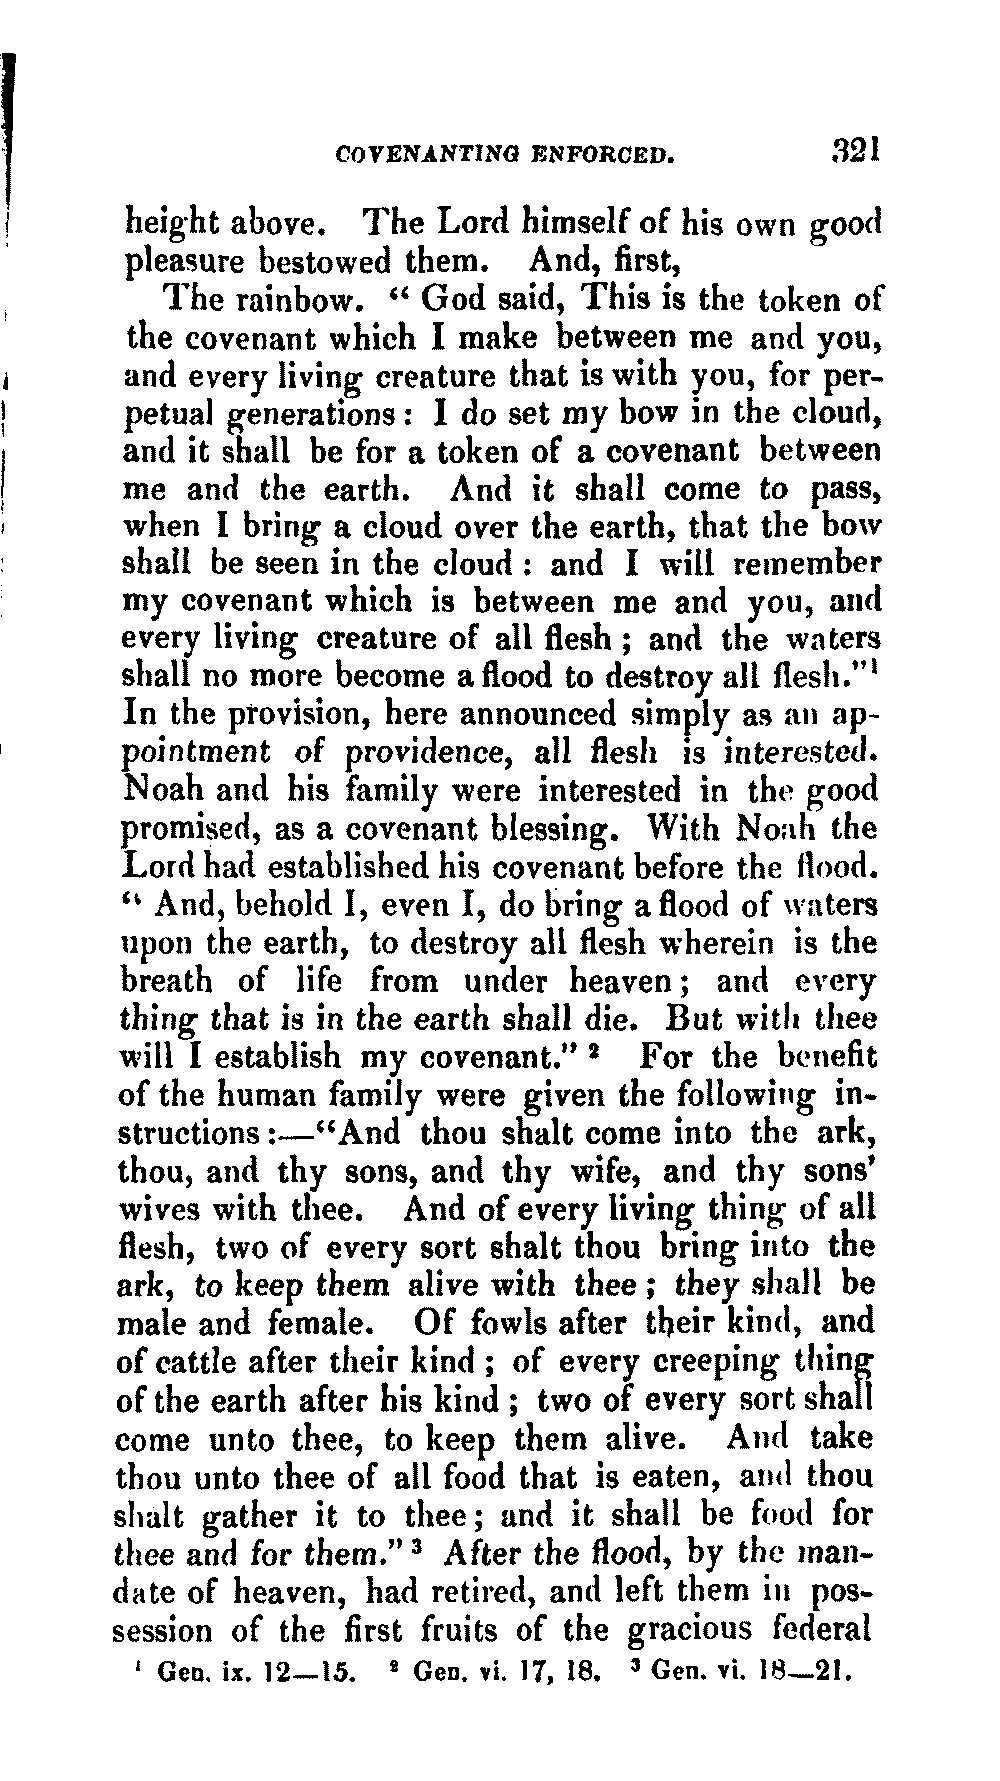 COVENANTING ENFORCED. 321
height above. The Lord himself of his own good
pleasure bestowed them. And, first,
The rainbow. “ God said, This is the token of
the covenant which I make between me and you,
and every living creature that is with you, for per-
petual generations : I do set my bow in the cloud,
and it shall be for a token of a covenant between
me and the earth. And it shall come to pass,
when I bring a cloud over the earth, that the bow
shall be seen in the cloud : and I will remember
my covenant which is between me and you, and
every living creature of all flesh ; and the waters
shall no more become a flood to destroy all flesh.”¹
In the provision, here announced simply as an ap-
pointment of providence, all flesh is interested.
Noah and his family were interested in the good
promised, as a covenant blessing. With Noah the
Lord had established his covenant before the flood.
“ And, behold I, even I, do bring a flood of waters
upon the earth, to destroy all flesh wherein is the
breath of life from under heaven ; and every
thing that is in the earth shall die. But with thee
will I establish my covenant.” ² For the benefit
of the human family were given the following in-
structions :—“And thou shalt come into the ark,
thou, and thy sons, and thy wife, and thy sons’
wives with thee. And of every living thing of all
flesh, two of every sort shalt thou bring into the
ark, to keep them alive with thee ; they shall be
male and female. Of fowls after their kind, and
of cattle after their kind ; of every creeping thing
of the earth after his kind ; two of every sort shall
come unto thee, to keep them alive. And take
thou unto thee of all food that is eaten, and thou
shalt gather it to thee ; and it shall be food for
thee and for them.” ³ After the flood, by the man-
date of heaven, had retired, and left them in pos-
session of the first fruits of the gracious federal
¹ Gen. ix. 12—15. ² Gen. vi. 17, 18. ³ Gen. vi. 18—21.